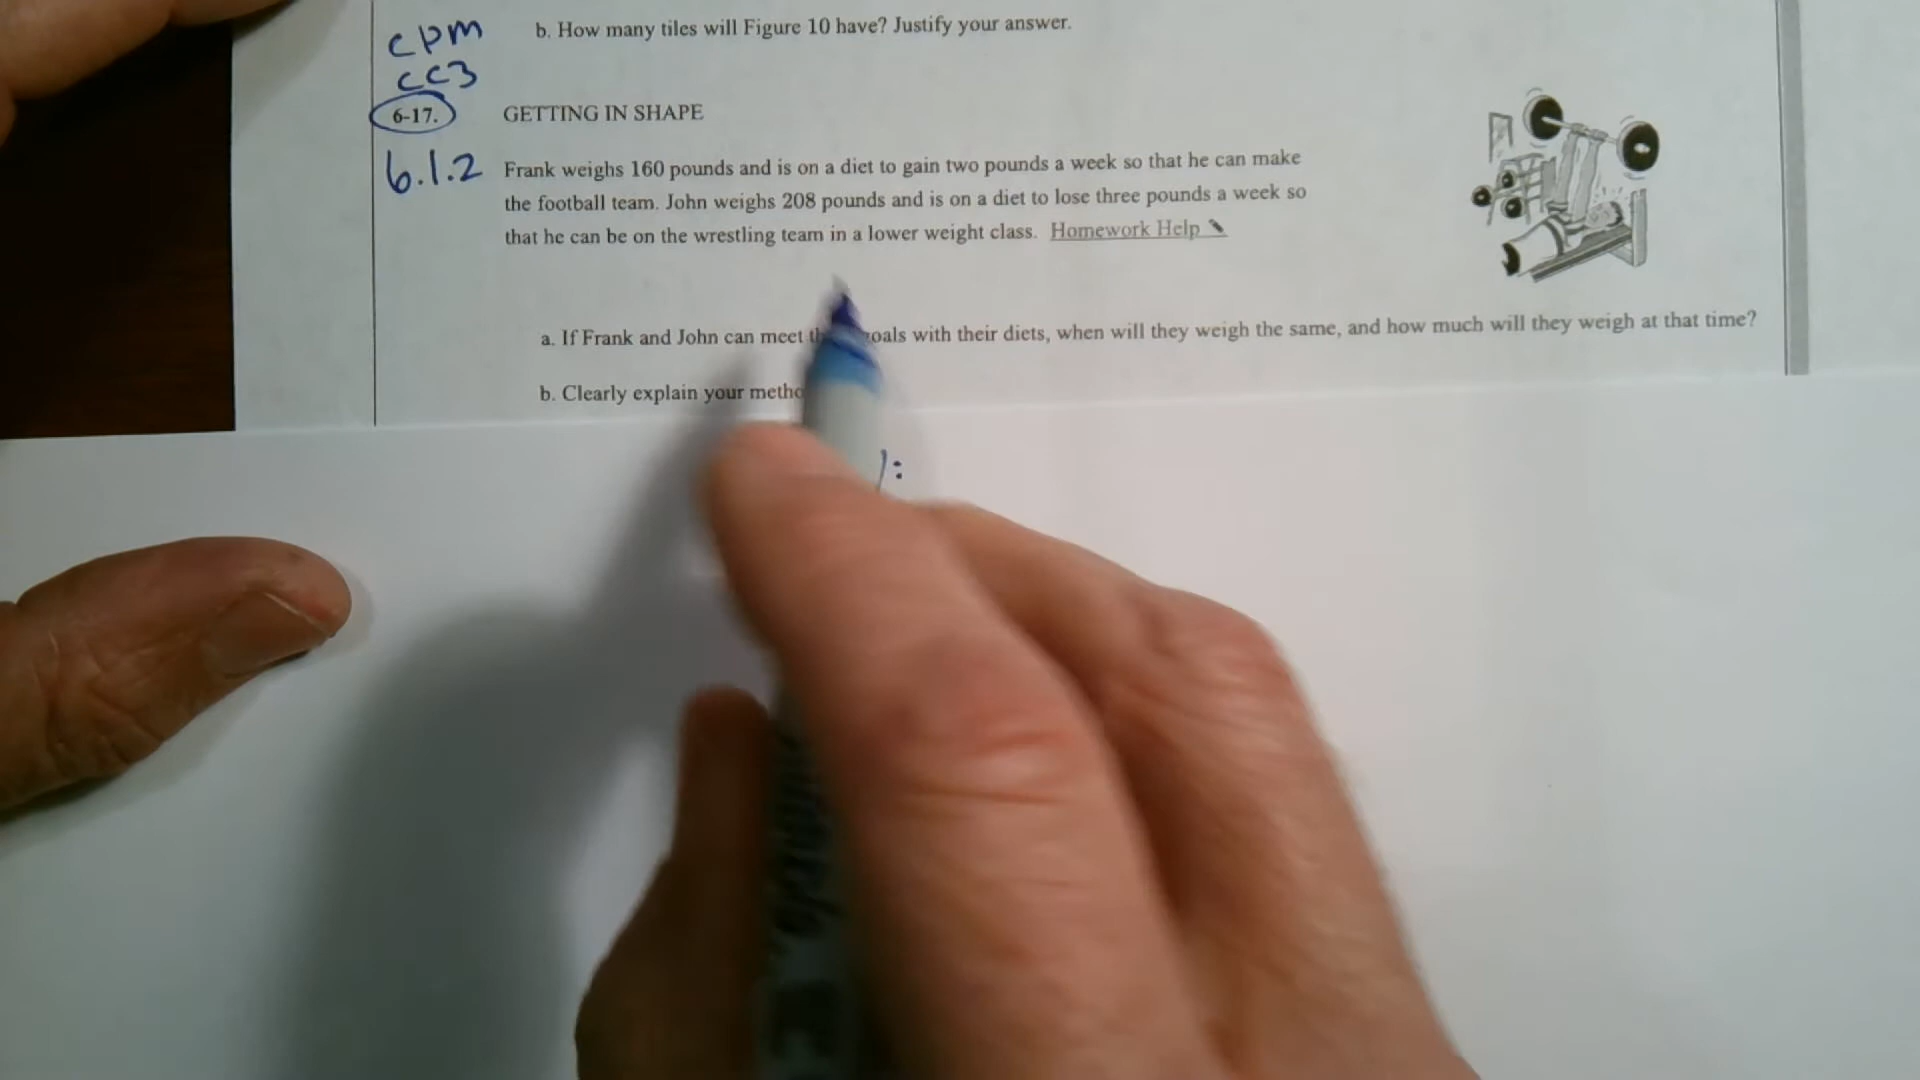 cpm
b. How many tiles will Figure 10 have? Justify your answer.
CC3
6-17.
GETTING IN SHAPE
6.1.2
Frank weighs 160 pounds and is on a diet to gain two pounds a week so that he can make
the football team. John weighs 208 pounds and is on a diet to lose three pounds a week so
that he can be on the wrestling team in a lower weight class. Homework Help
a. If Frank and John can meet with their diets, when will they weigh the same, and how much will they weigh at that time?
b. Clearly explain your